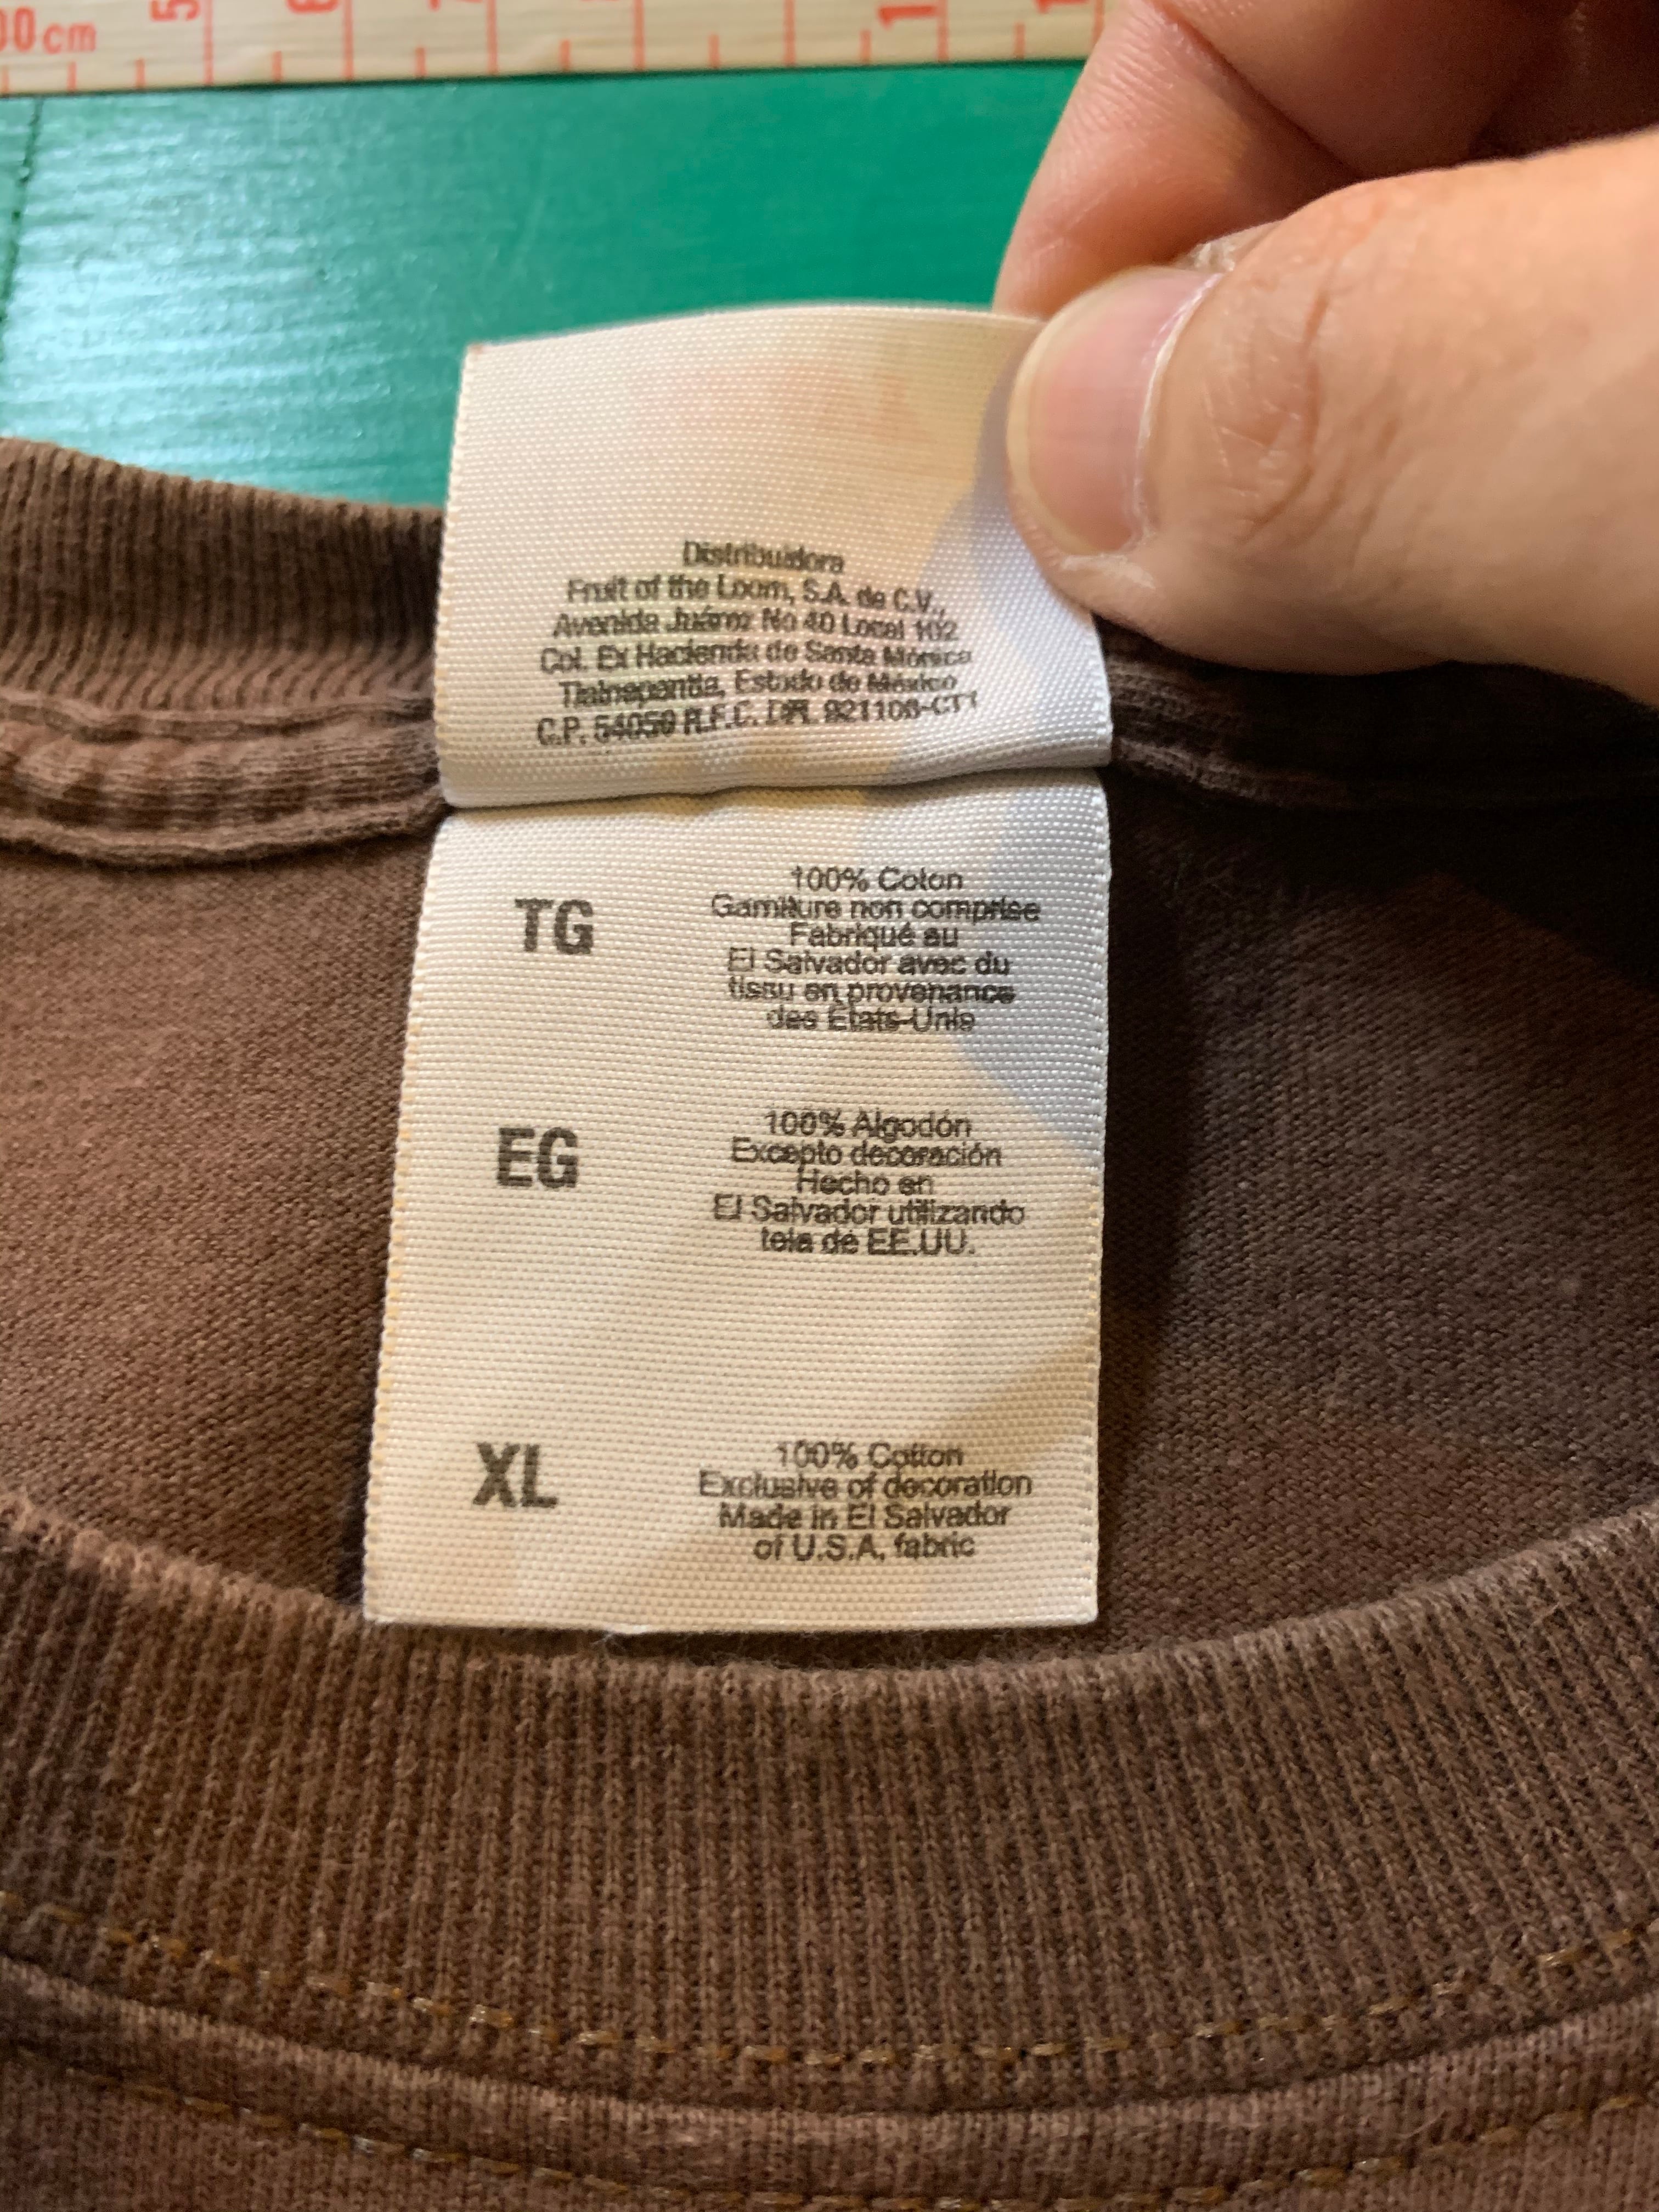 00cm
5
Distribuidora
Fruit of the Loom, S.A. de C.V.,
Avenida Juárez No 40 Local 102
Col. Ex Hacienda de Santa Mónica
Tlalnepantla, Estado de México
C.P. 54050 R.F.C. DFL 921106-CT1
TG
100% Coton
Garniture non comprise
Fabriqué au
El Salvador avec du
tissu en provenance
des États-Unis
EG
100% Algodón
Excepto decoración
Hecho en
El Salvador utilizando
tela de EE.UU.
XL
100% Cotton
Exclusive of decoration
Made in El Salvador
of U.S.A. fabric